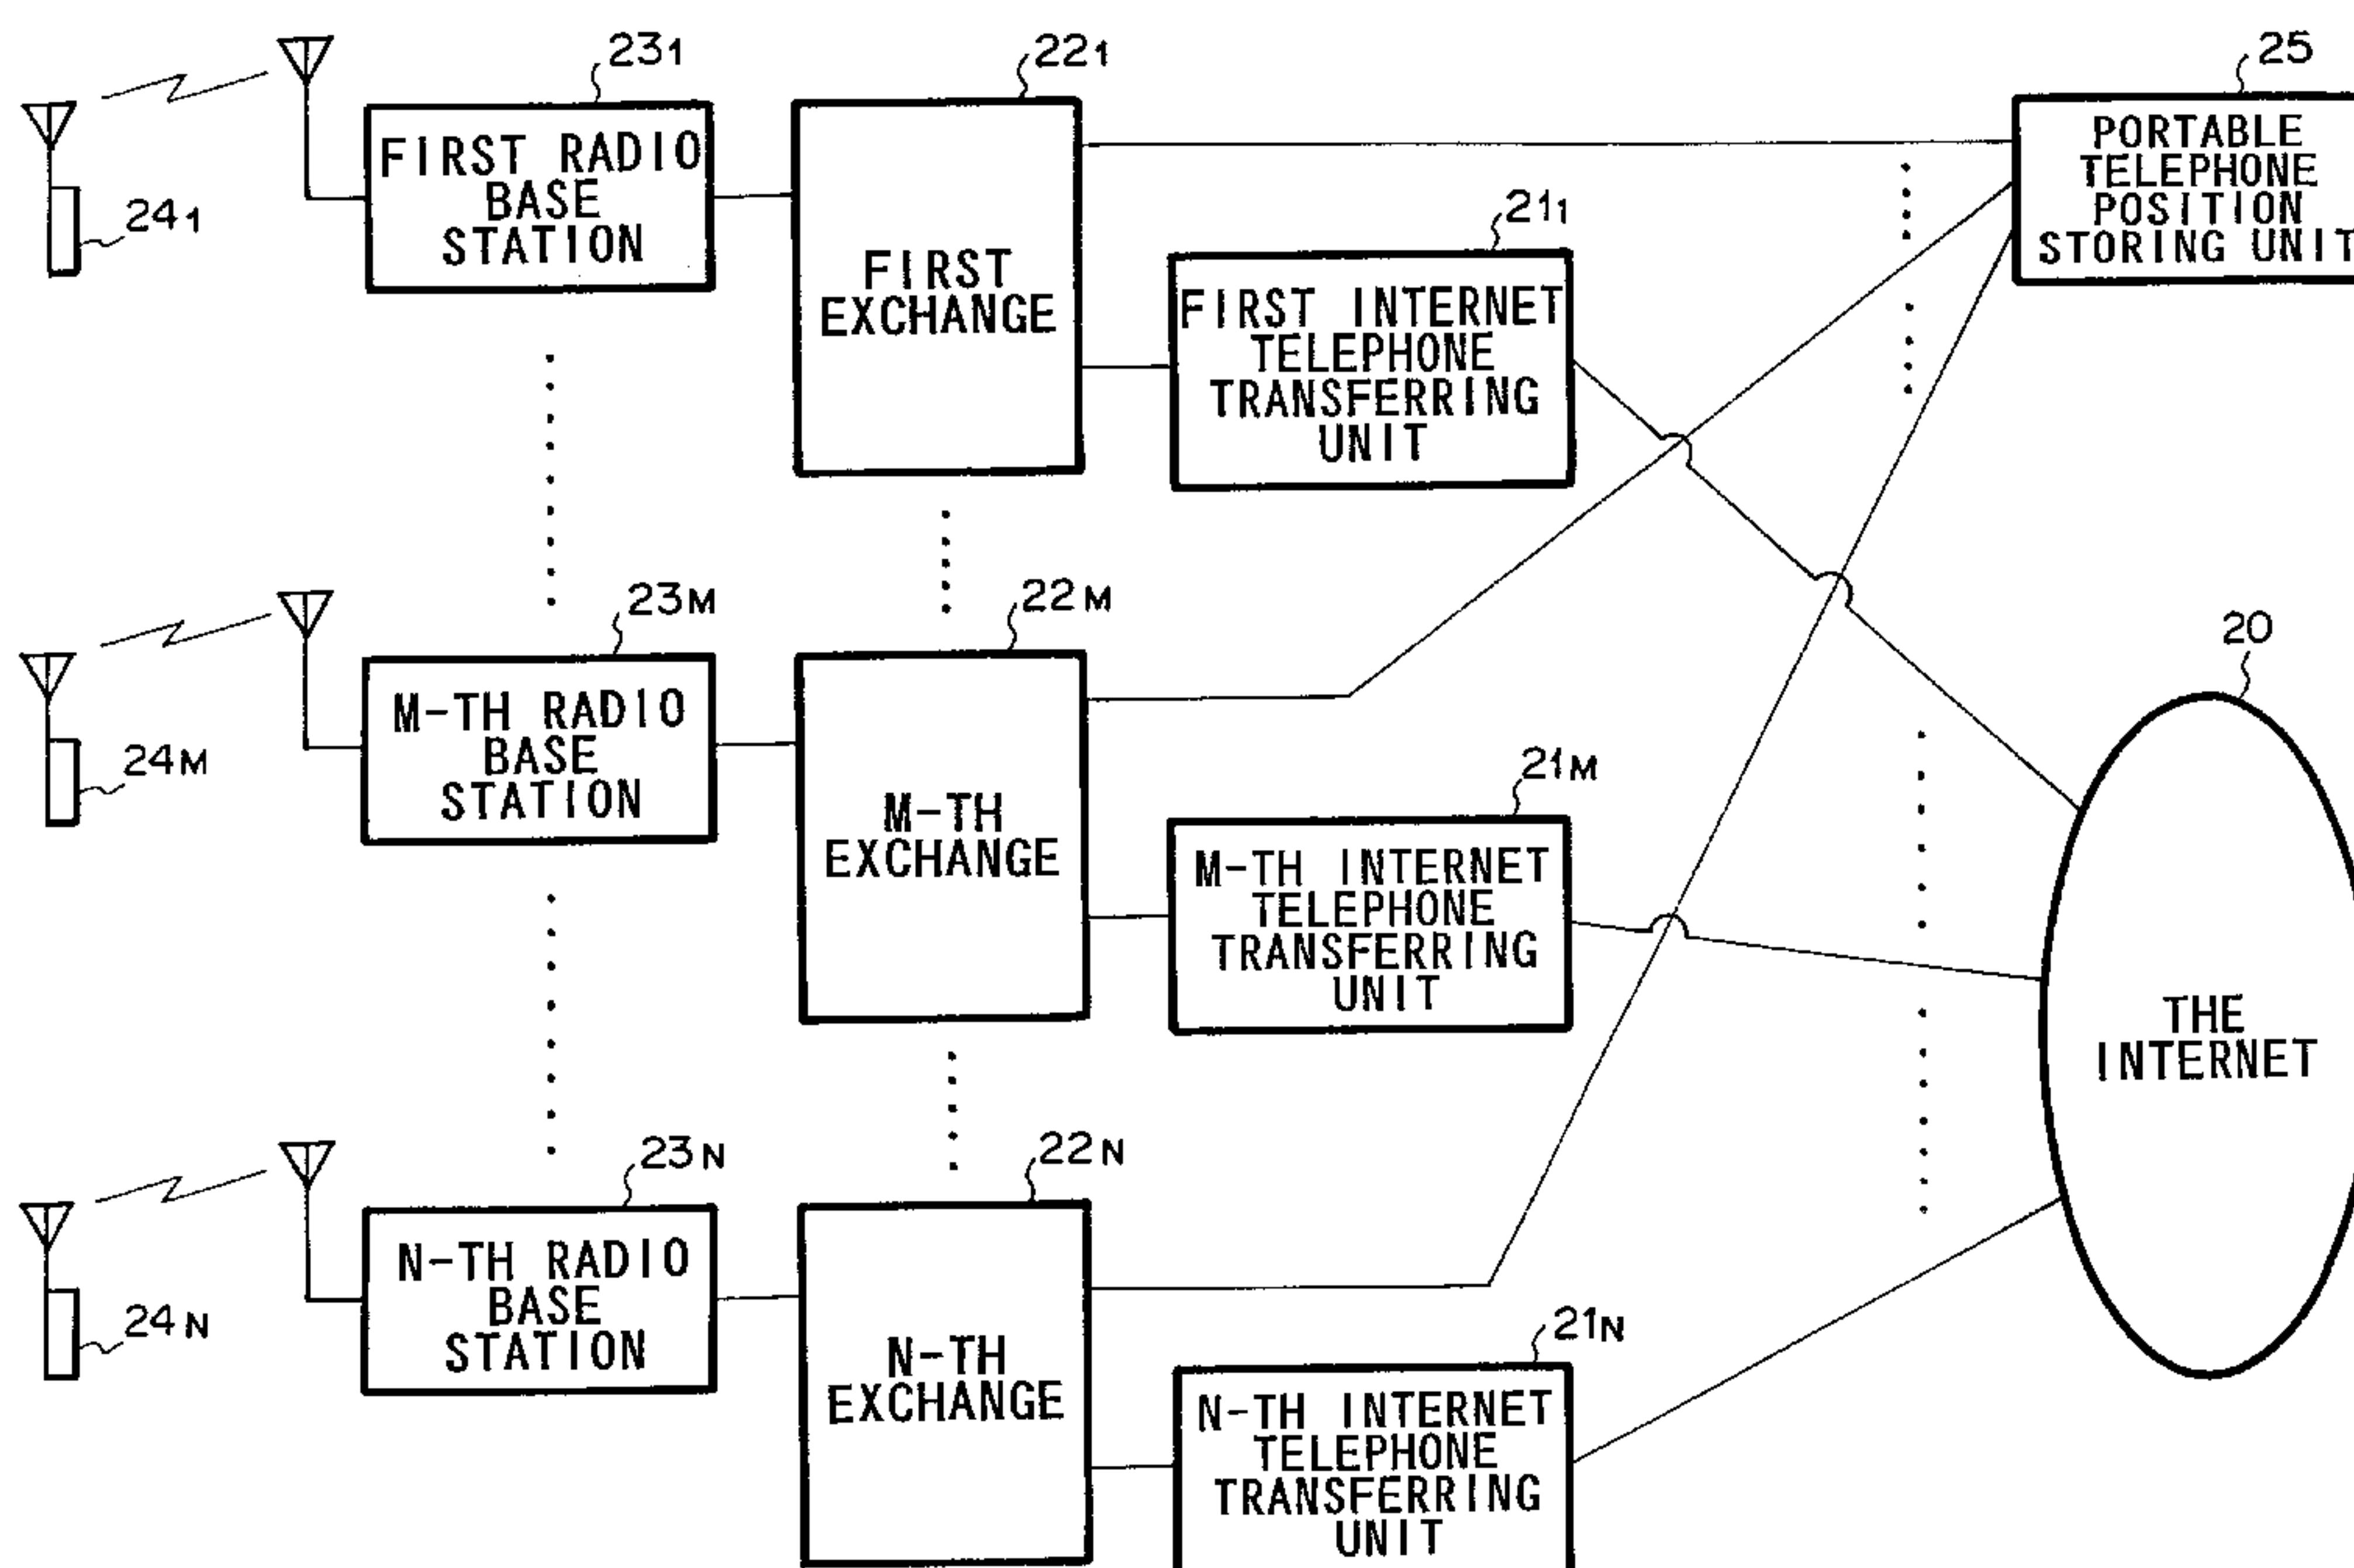 23₁
22₁
25
24₁
FIRST RADIO
BASE
STATION
FIRST
EXCHANGE
21₁
FIRST INTERNET
TELEPHONE
TRANSFERRING
UNIT
PORTABLE
TELEPHONE
POSITION
STORING UNIT
23M
22M
20
24M
M-TH RADIO
BASE
STATION
M-TH
EXCHANGE
21M
M-TH INTERNET
TELEPHONE
TRANSFERRING
UNIT
THE
INTERNET
23N
22N
24N
N-TH RADIO
BASE
STATION
N-TH
EXCHANGE
21N
N-TH INTERNET
TELEPHONE
TRANSFERRING
UNIT